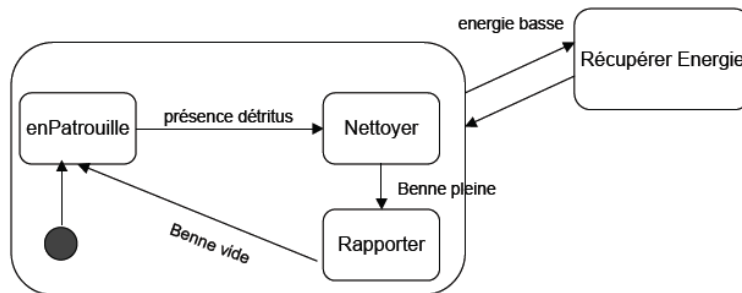 energie basse
Récupérer Energie
enPatrouille
présence détritus
Nettoyer
Benne pleine
Benne vide
Rapporter